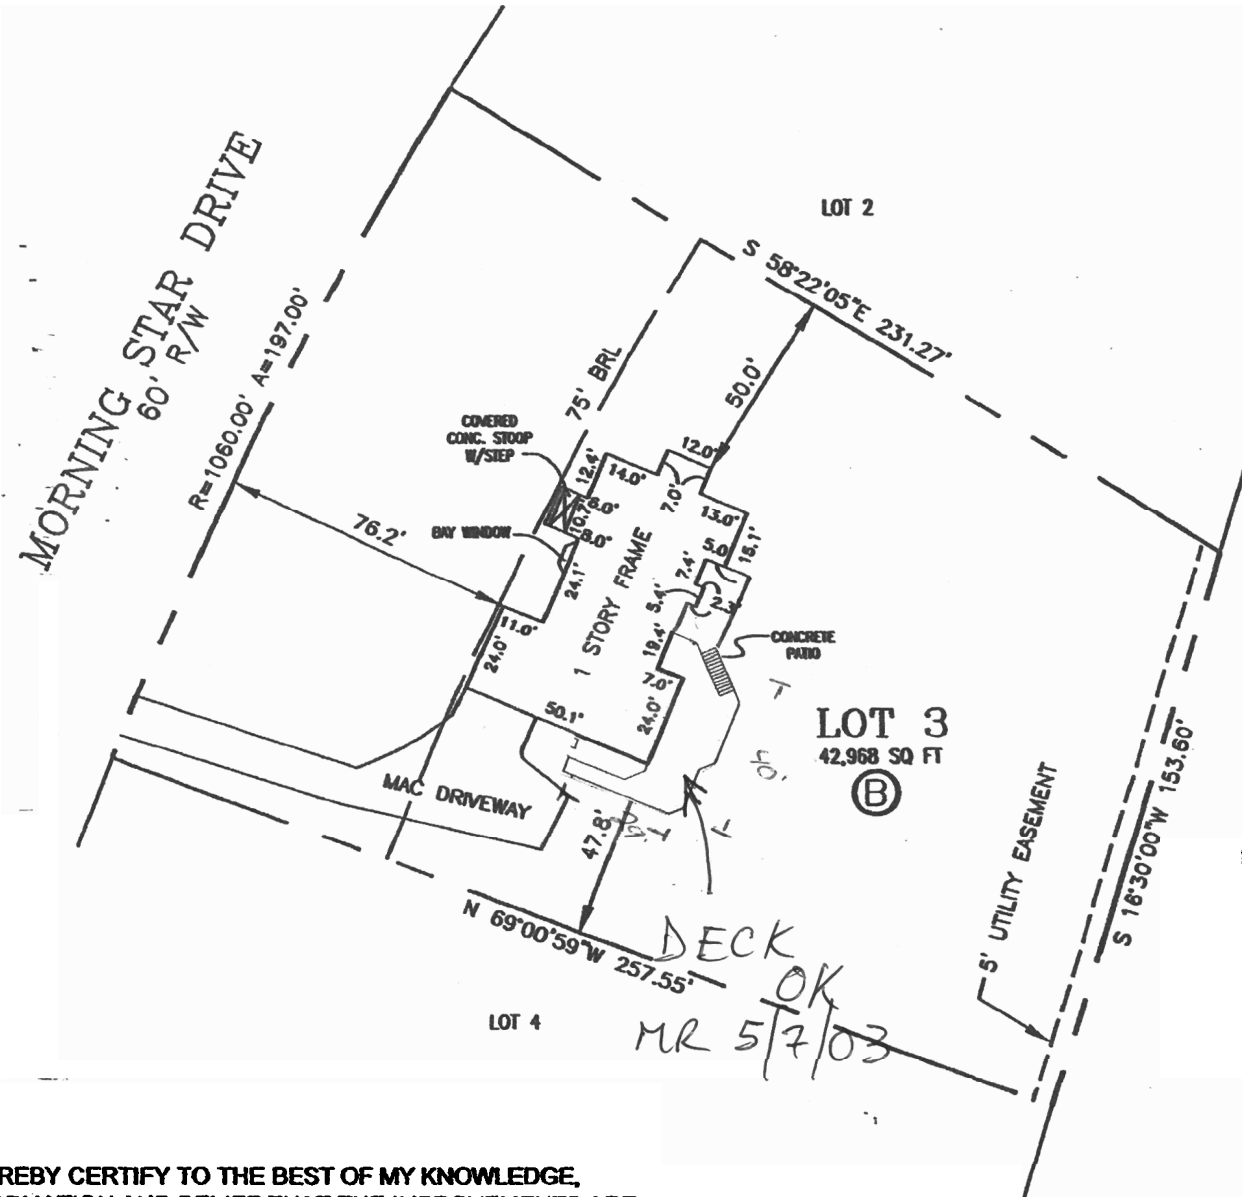 LOT 2
MORNING STAR DRIVE
60' R/W
R=1060.00' A=197.00'
S 58°22'05"E 231.27'
75' BRL
50.0'
COVERED
CONC. STOOP
W/STEP
BAY WINDOW
76.2'
12.4'
14.0'
12.0'
7.0'
6.0'
10.7'
8.0'
13.0'
16.1'
5.0'
7.4'
5.4'
2.3'
24.1'
11.0'
24.0'
1 STORY FRAME
19.4'
7.0'
24.0'
50.1'
CONCRETE
PATIO
LOT 3
42,968 SQ FT
B
MAC DRIVEWAY
47.8'
40'
5' UTILITY EASEMENT
S 16°30'00"W 153.60'
N 69°00'59"W 257.55'
DECK
OK
MR 5/7/03
LOT 4
REBY CERTIFY TO THE BEST OF MY KNOWLEDGE,